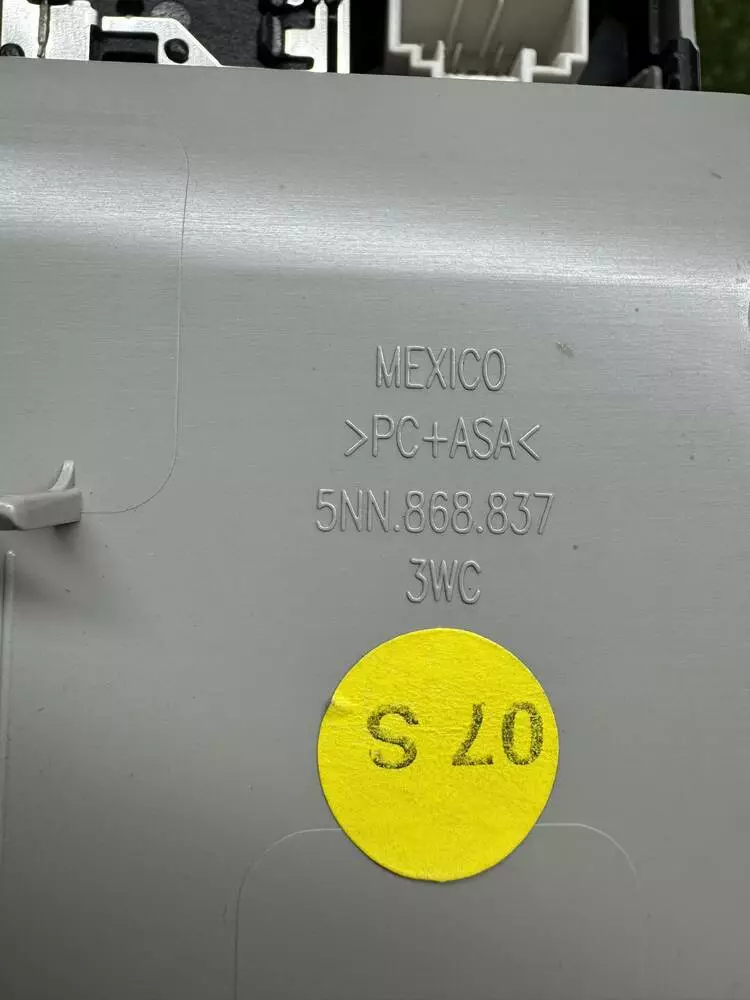 MEXICO
>PC+ASA<
5NN.868.837
3WC
07 S